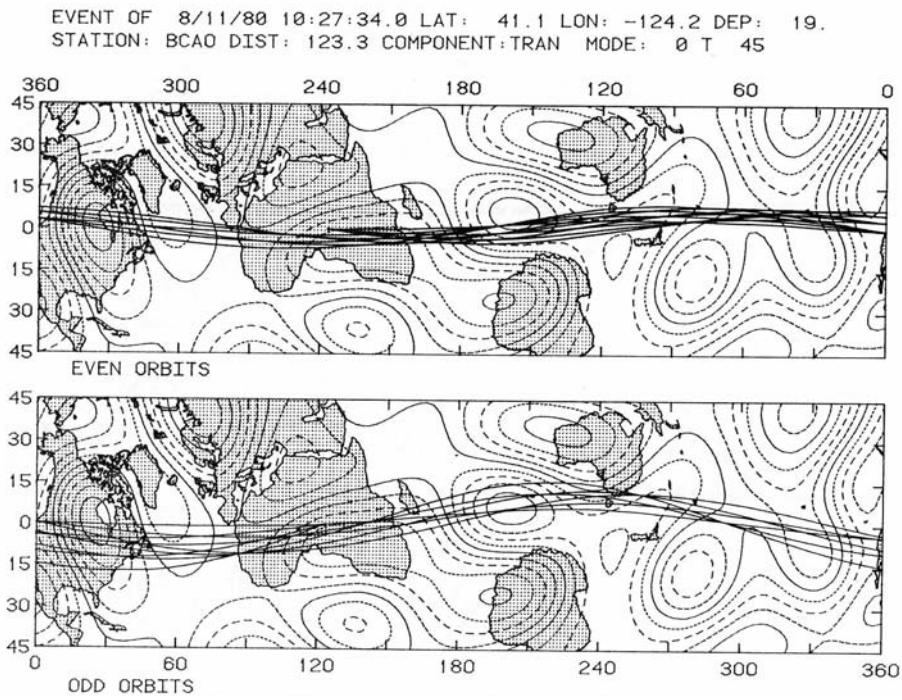 EVENT OF 8/11/80 10:27:34.0 LAT: 41.1 LON: -124.2 DEP: 19.
STATION: BCAO DIST: 123.3 COMPONENT:TRAN MODE: 0 T 45
360 300 240 180 120 60 0
45
30
15
0
15
30
45
EVEN ORBITS
45
30
15
0
15
30
45
0 60 120 180 240 300 360
ODD ORBITS